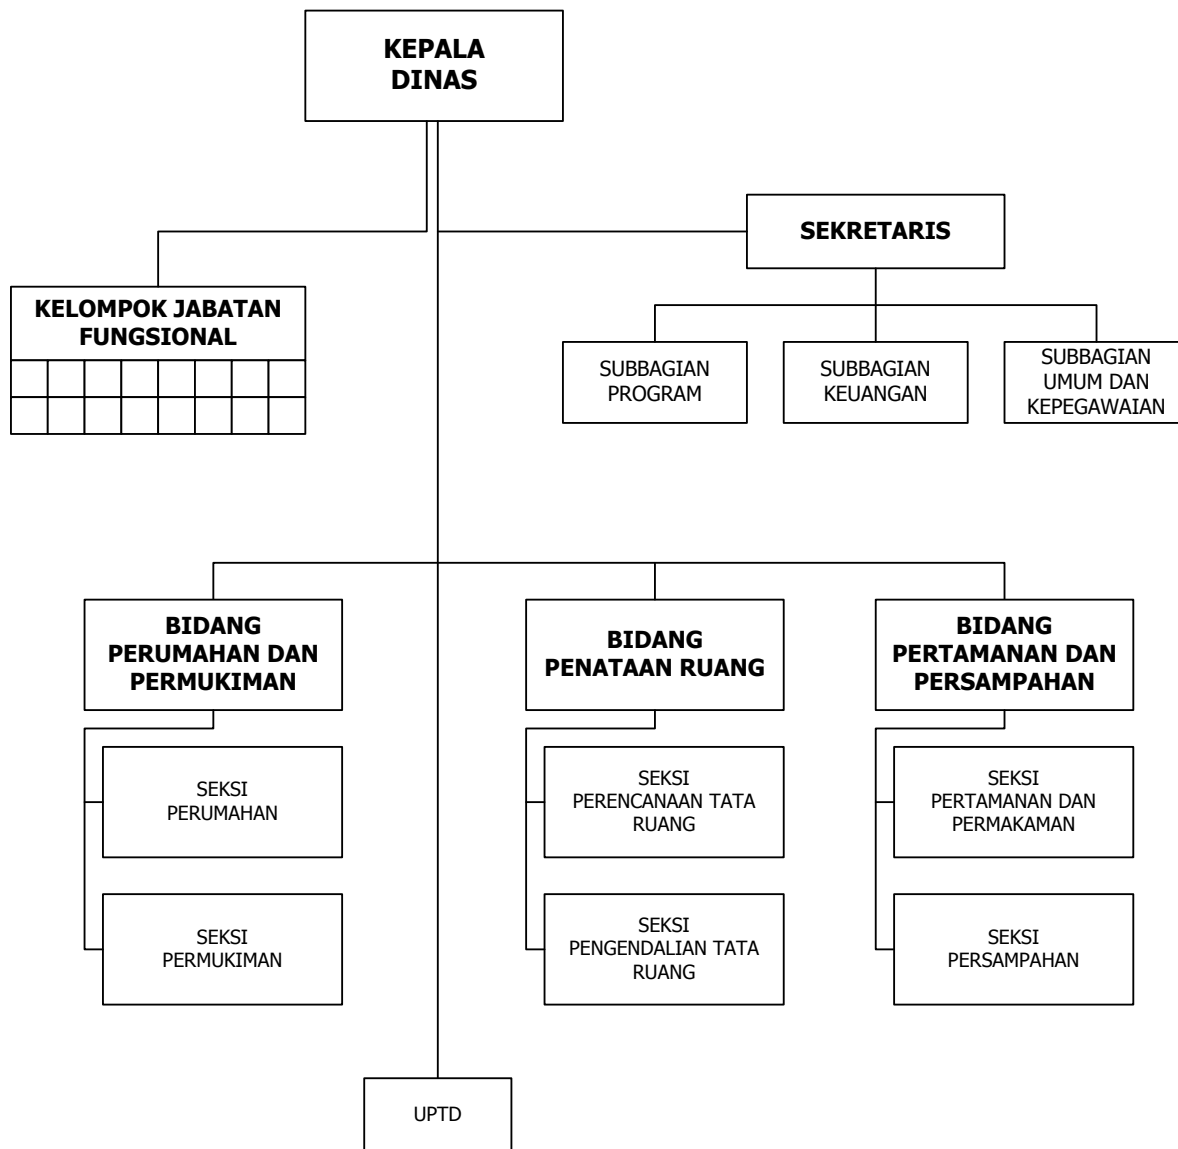 KEPALA
DINAS
SEKRETARIS
KELOMPOK JABATAN
FUNGSIONAL
SUBBAGIAN
PROGRAM
SUBBAGIAN
KEUANGAN
SUBBAGIAN
UMUM DAN
KEPEGAWAIAN
BIDANG
PERUMAHAN DAN
PERMUKIMAN
BIDANG
PENATAAN RUANG
BIDANG
PERTAMANAN DAN
PERSAMPAHAN
SEKSI
PERUMAHAN
SEKSI
PERENCANAAN TATA
RUANG
SEKSI
PERTAMANAN DAN
PERMAKAMAN
SEKSI
PERMUKIMAN
SEKSI
PENGENDALIAN TATA
RUANG
SEKSI
PERSAMPAHAN
UPTD